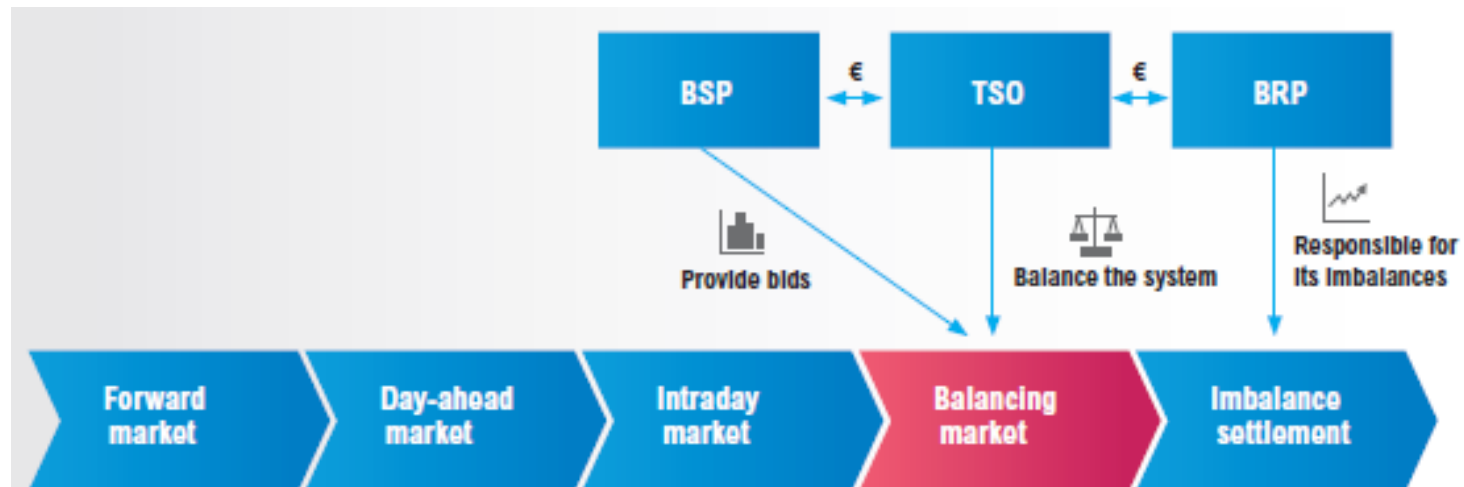 BSP
€
TSO
€
BRP
Provide bids
Balance the system
Responsible for
its imbalances
Forward
market
Day-ahead
market
Intraday
market
Balancing
market
Imbalance
settlement